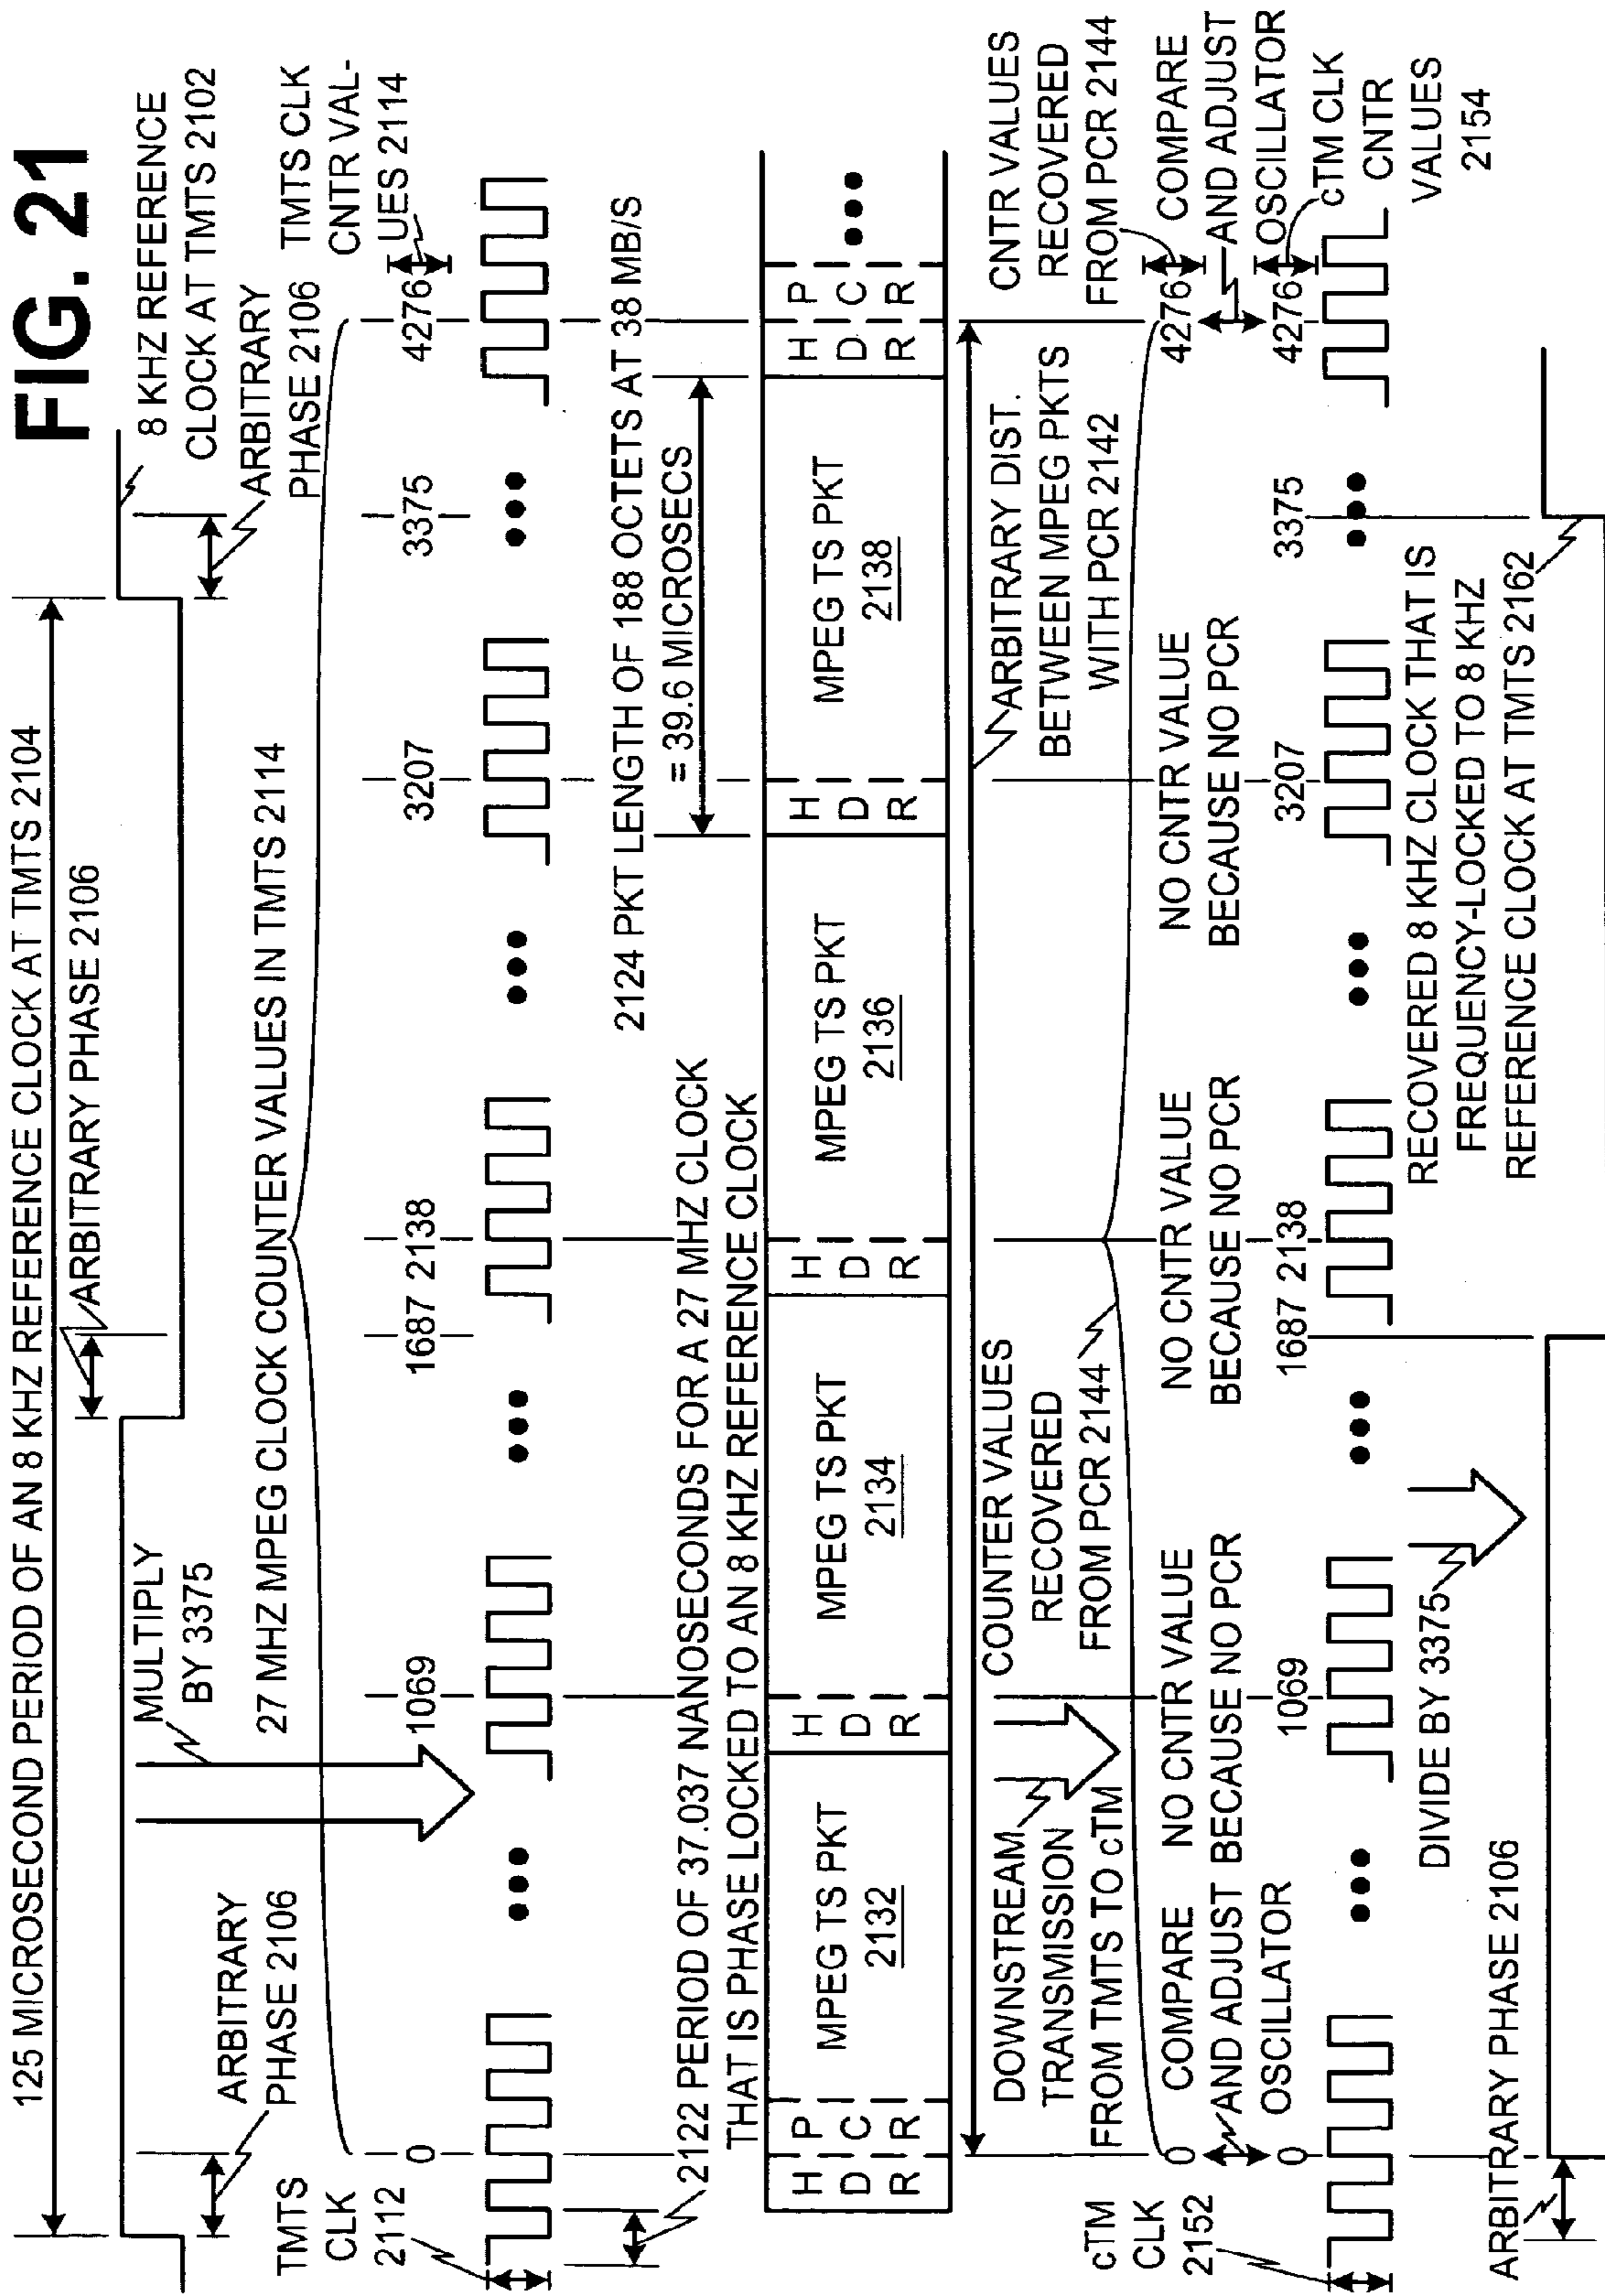 FIG. 21
125 MICROSECOND PERIOD OF AN 8 KHZ REFERENCE CLOCK AT TMTS 2104
8 KHZ REFERENCE
CLOCK AT TMTS 2102
ARBITRARY PHASE 2106
ARBITRARY
PHASE 2106
MULTIPLY
BY 3375
ARBITRARY
PHASE 2106
27 MHZ MPEG CLOCK COUNTER VALUES IN TMTS 2114
TMTS CLK
CNTR VAL-
UES 2114
TMTS
CLK
2112
0
1069
1687 2138
3207
3375
4276
2122 PERIOD OF 37.037 NANOSECONDS FOR A 27 MHZ CLOCK
THAT IS PHASE LOCKED TO AN 8 KHZ REFERENCE CLOCK
2124 PKT LENGTH OF 188 OCTETS AT 38 MB/S
= 39.6 MICROSECS
H
D
R
P
C
R
MPEG TS PKT
2132
H
D
R
MPEG TS PKT
2134
H
D
R
MPEG TS PKT
2136
H
D
R
MPEG TS PKT
2138
H
D
R
P
C
R
DOWNSTREAM
TRANSMISSION
FROM TMTS TO cTM
COUNTER VALUES
RECOVERED
FROM PCR 2144
ARBITRARY DIST.
BETWEEN MPEG PKTS
WITH PCR 2142
CNTR VALUES
RECOVERED
FROM PCR 2144
0
COMPARE
AND ADJUST
OSCILLATOR
0
NO CNTR VALUE
BECAUSE NO PCR
1069
NO CNTR VALUE
BECAUSE NO PCR
1687 2138
NO CNTR VALUE
BECAUSE NO PCR
3207
3375
4276
COMPARE
AND ADJUST
OSCILLATOR
4276
cTM CLK
CNTR
VALUES
2154
cTM
CLK
2152
DIVIDE BY 3375
RECOVERED 8 KHZ CLOCK THAT IS
FREQUENCY-LOCKED TO 8 KHZ
REFERENCE CLOCK AT TMTS 2162
ARBITRARY PHASE 2106